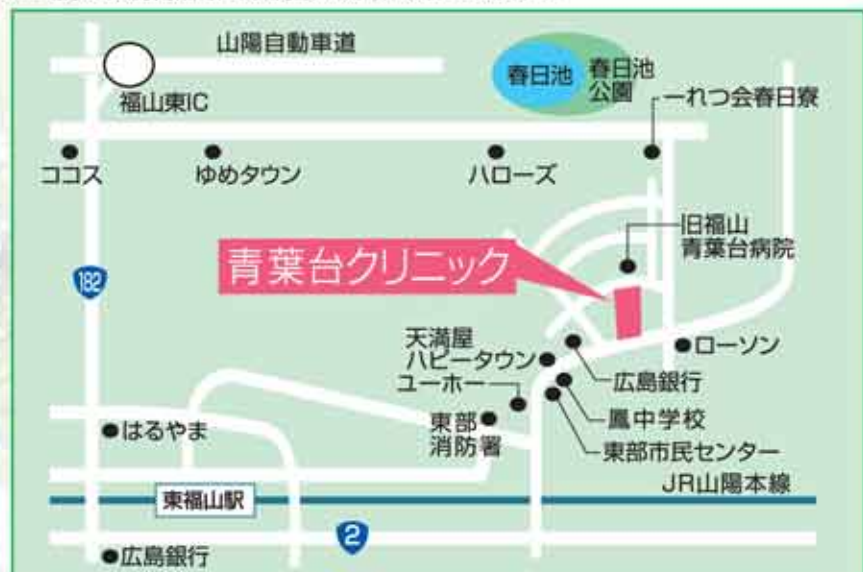 山陽自動車道
福山東IC
春日池
春日池
公園
一れつ会春日寮
ココス
ゆめタウン
ハローズ
旧福山
青葉台病院
182
青葉台クリニック
天満屋
ハピータウン
ユーホー
ローソン
広島銀行
鳳中学校
東部
消防署
東部市民センター
はるやま
JR山陽本線
東福山駅
2
広島銀行